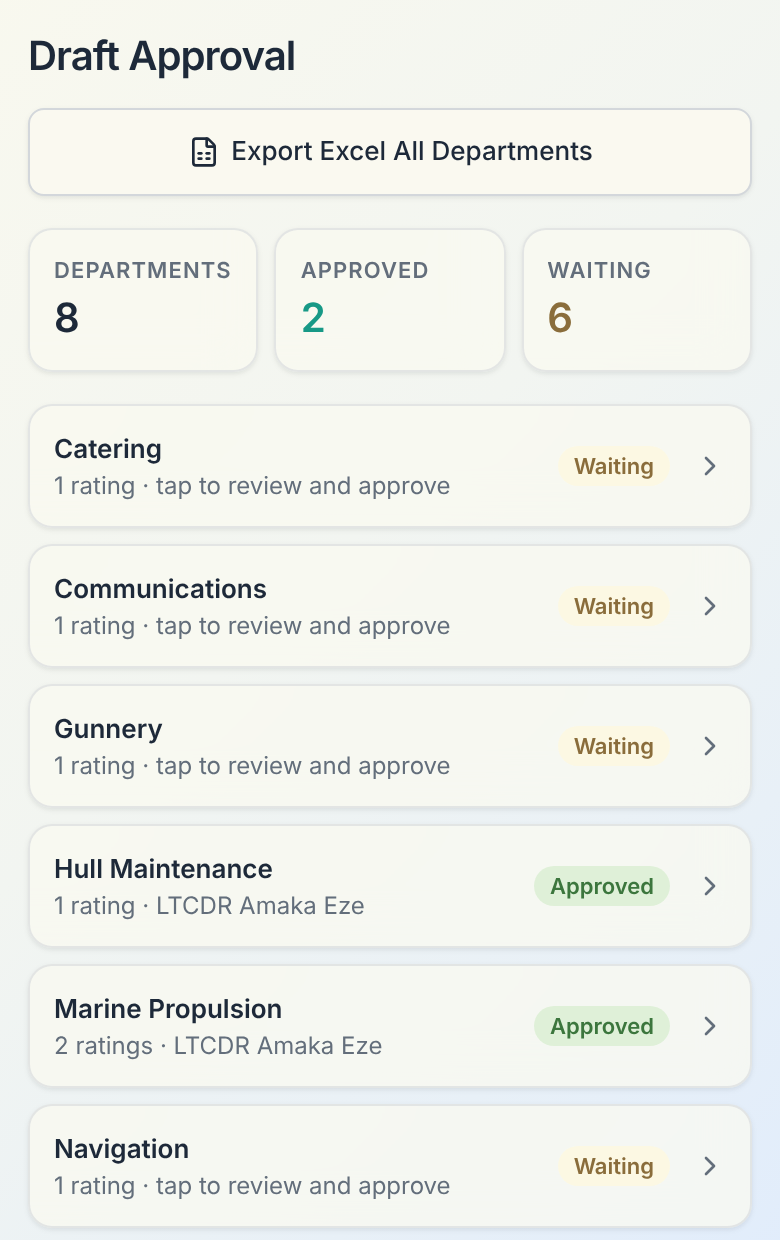 Draft Approval
Export Excel All Departments
DEPARTMENTS
8
APPROVED
2
WAITING
6
Catering
1 rating · tap to review and approve
Waiting
Communications
1 rating · tap to review and approve
Waiting
Gunnery
1 rating · tap to review and approve
Waiting
Hull Maintenance
1 rating · LTCDR Amaka Eze
Approved
Marine Propulsion
2 ratings · LTCDR Amaka Eze
Approved
Navigation
1 rating · tap to review and approve
Waiting